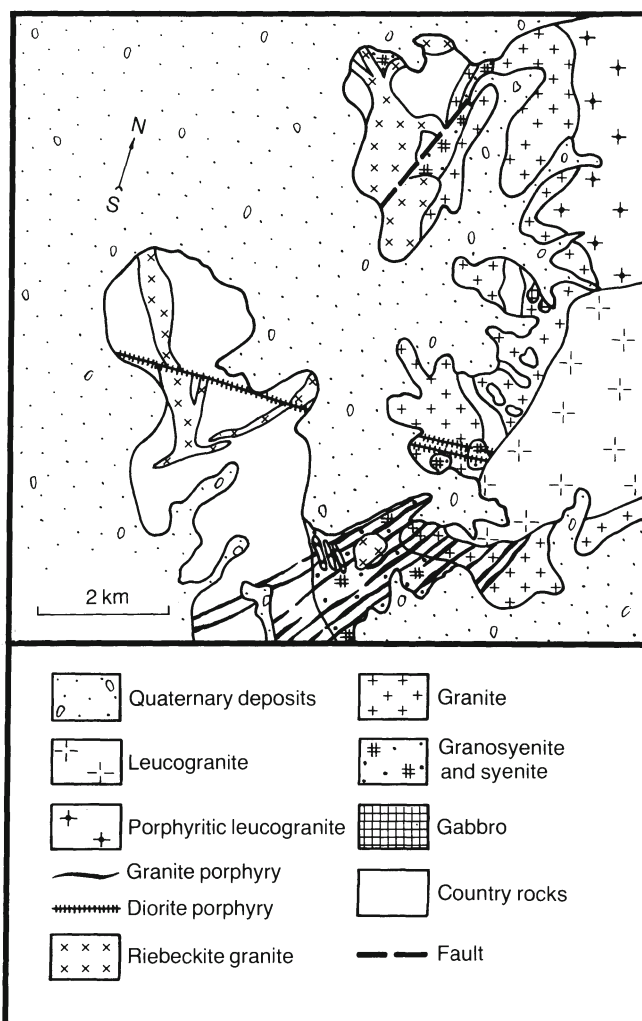 N
S
2 km
Quaternary deposits
Granite
Leucogranite
Granosyenite
and syenite
Porphyritic leucogranite
Gabbro
Granite porphyry
Diorite porphyry
Country rocks
Riebeckite granite
Fault